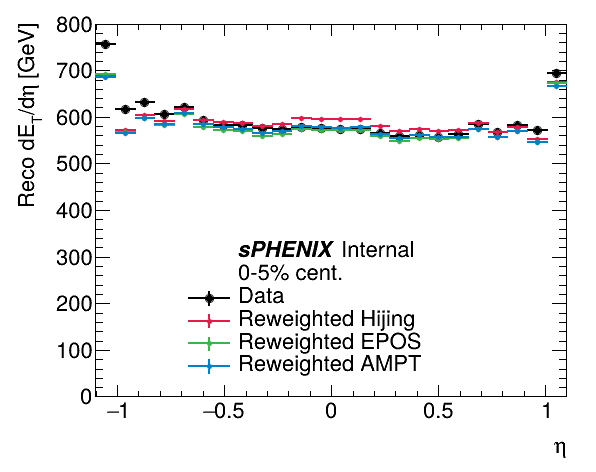 Reco dE_T/dη [GeV]
800
700
600
500
400
300
200
100
0
sPHENIX Internal
0-5% cent.
Data
Reweighted Hijing
Reweighted EPOS
Reweighted AMPT
−1 −0.5 0 0.5 1
η